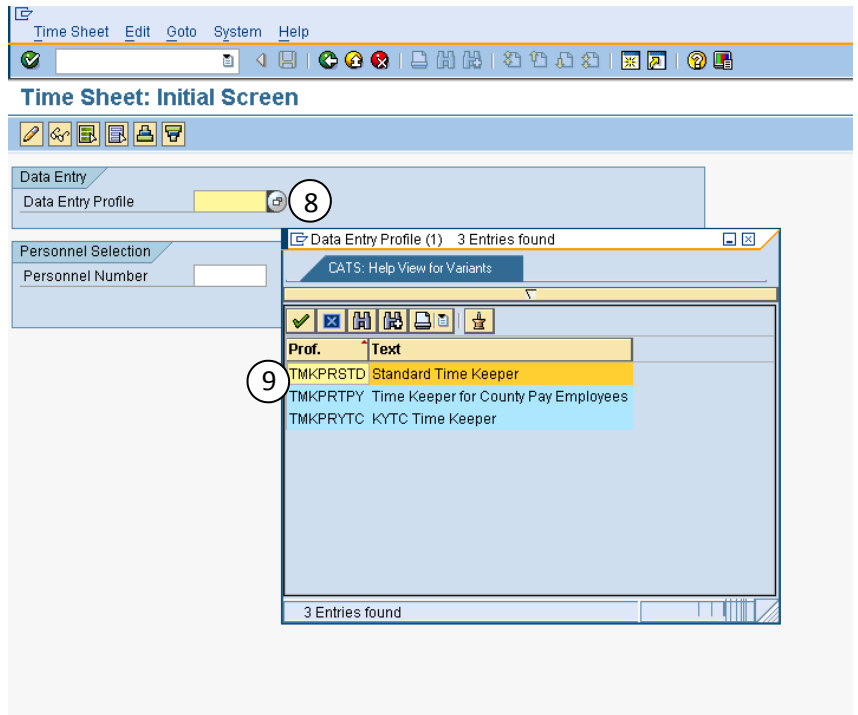 Time Sheet Edit Goto System Help
Time Sheet: Initial Screen
Data Entry
Data Entry Profile
8
Personnel Selection
Personnel Number
Data Entry Profile (1) 3 Entries found
CATS: Help View for Variants
Prof. Text
9
TMKPRSTD Standard Time Keeper
TMKPRTPY Time Keeper for County Pay Employees
TMKPRYTC KYTC Time Keeper
3 Entries found